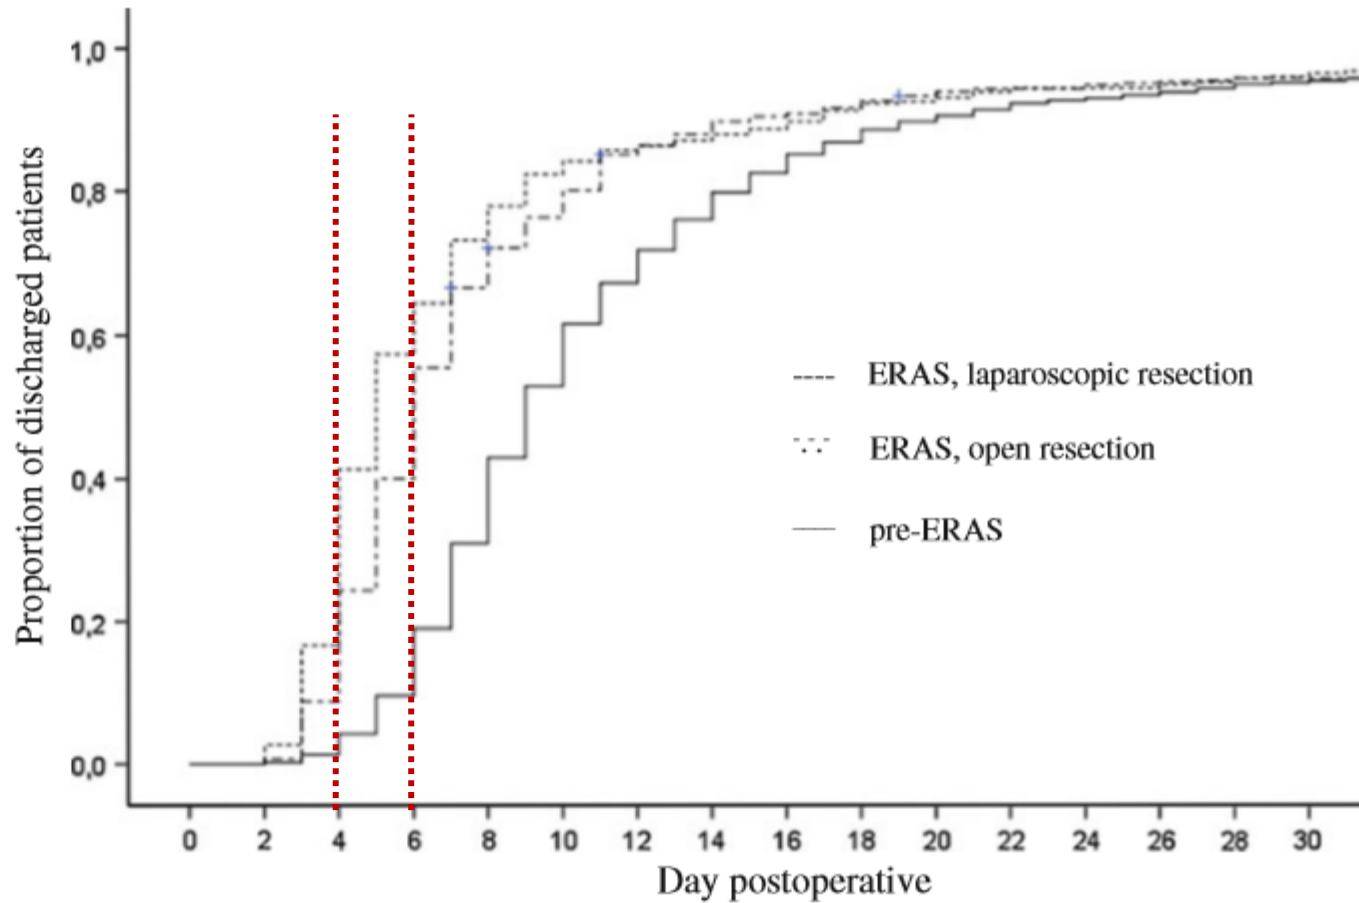 Proportion of discharged patients
1,0
0,8
0,6
0,4
0,2
0,0
ERAS, laparoscopic resection
ERAS, open resection
pre-ERAS
0 2 4 6 8 10 12 14 16 18 20 22 24 26 28 30
Day postoperative